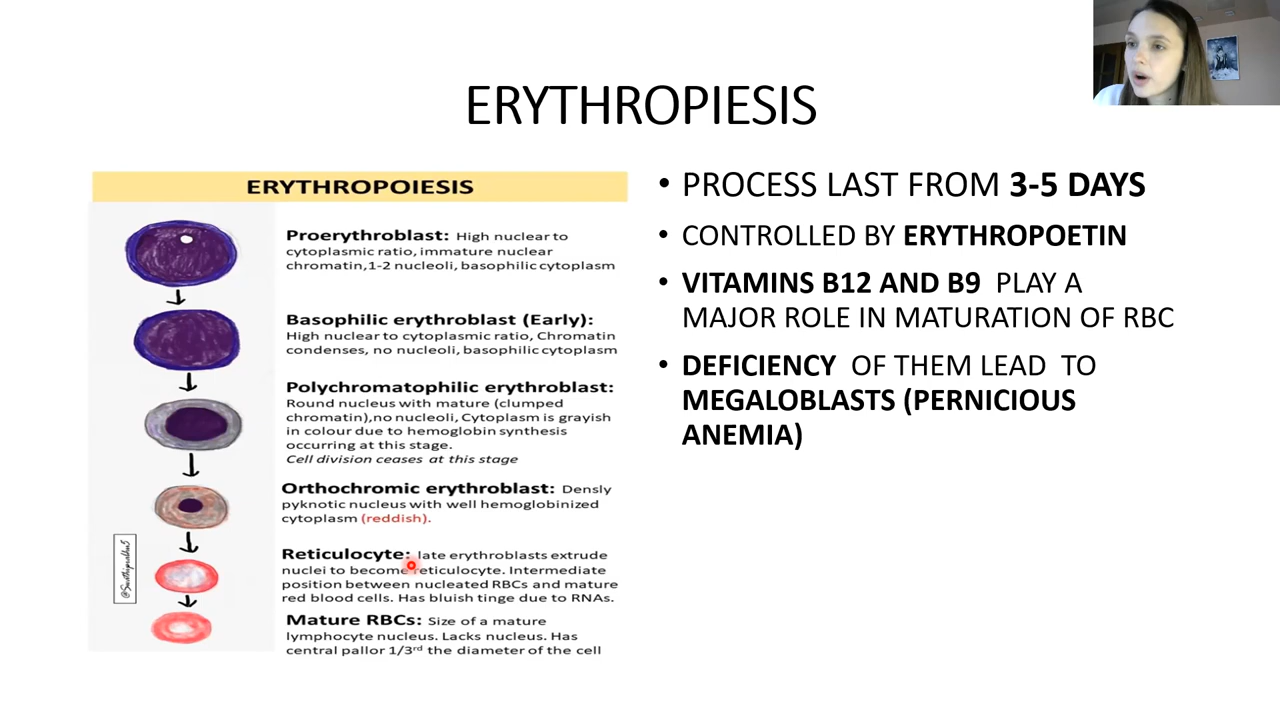 ERYTHROPIESIS
ERYTHROPOIESIS
Proerythroblast: High nuclear to
cytoplasmic ratio, immature nuclear
chromatin,1-2 nucleoli, basophilic cytoplasm
Basophilic erythroblast (Early):
High nuclear to cytoplasmic ratio, Chromatin
condenses, no nucleoli, basophilic cytoplasm
Polychromatophilic erythroblast:
Round nucleus with mature (clumped
chromatin),no nucleoli, Cytoplasm is grayish
in colour due to hemoglobin synthesis
occurring at this stage.
Cell division ceases at this stage
Orthochromic erythroblast: Densly
pyknotic nucleus with well hemoglobinized
cytoplasm (reddish).
Reticulocyte: late erythroblasts extrude
nuclei to become reticulocyte. Intermediate
position between nucleated RBCs and mature
red blood cells. Has bluish tinge due to RNAs.
Mature RBCs: Size of a mature
lymphocyte nucleus. Lacks nucleus. Has
central pallor 1/3rd the diameter of the cell
• PROCESS LAST FROM 3-5 DAYS
• CONTROLLED BY ERYTHROPOETIN
• VITAMINS B12 AND B9 PLAY A
MAJOR ROLE IN MATURATION OF RBC
• DEFICIENCY OF THEM LEAD TO
MEGALOBLASTS (PERNICIOUS
ANEMIA)